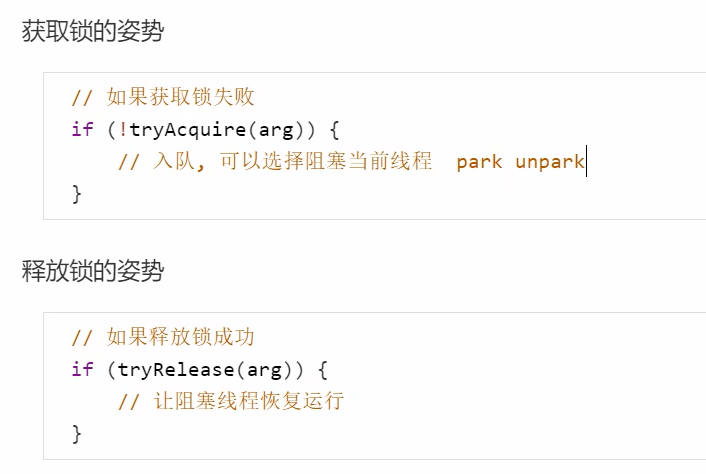 获取锁的姿势
// 如果获取锁失败
if (!tryAcquire(arg)) {
// 入队, 可以选择阻塞当前线程 park unpark
}
释放锁的姿势
// 如果释放锁成功
if (tryRelease(arg)) {
// 让阻塞线程恢复运行
}